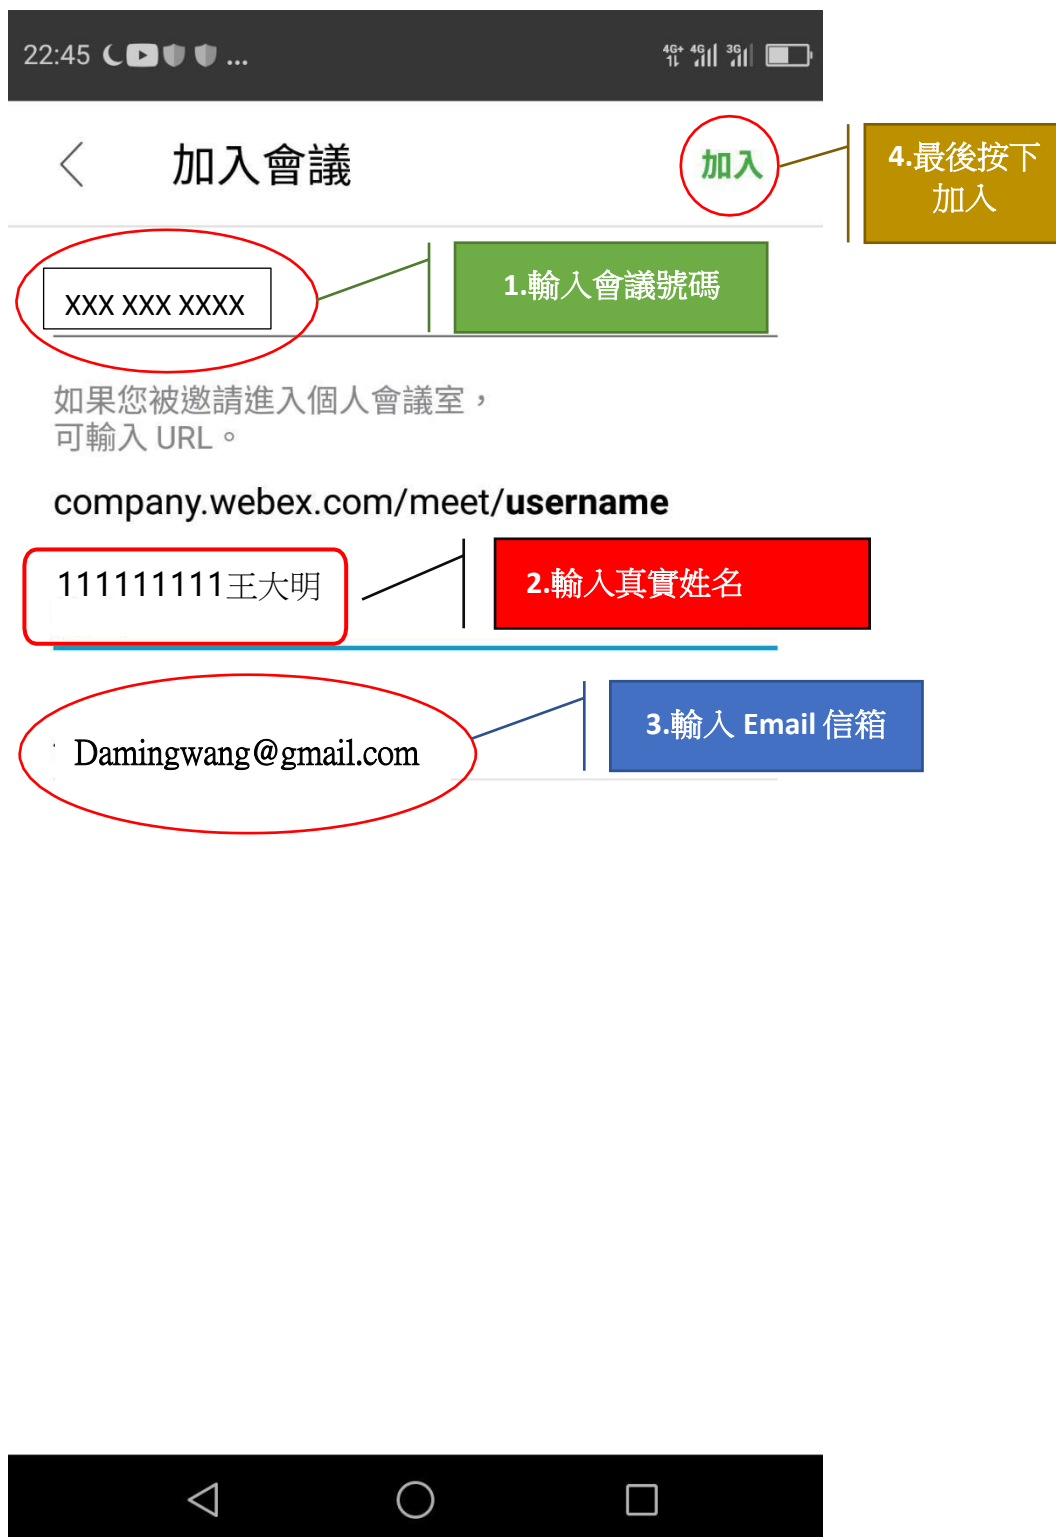 22:45 ...
4G+ 4G 3G
加入會議
加入
4.最後按下
加入
XXX XXX XXXX
1.輸入會議號碼
如果您被邀請進入個人會議室，
可輸入 URL。
company.webex.com/meet/username
111111111王大明
2.輸入真實姓名
Damingwang@gmail.com
3.輸入 Email 信箱